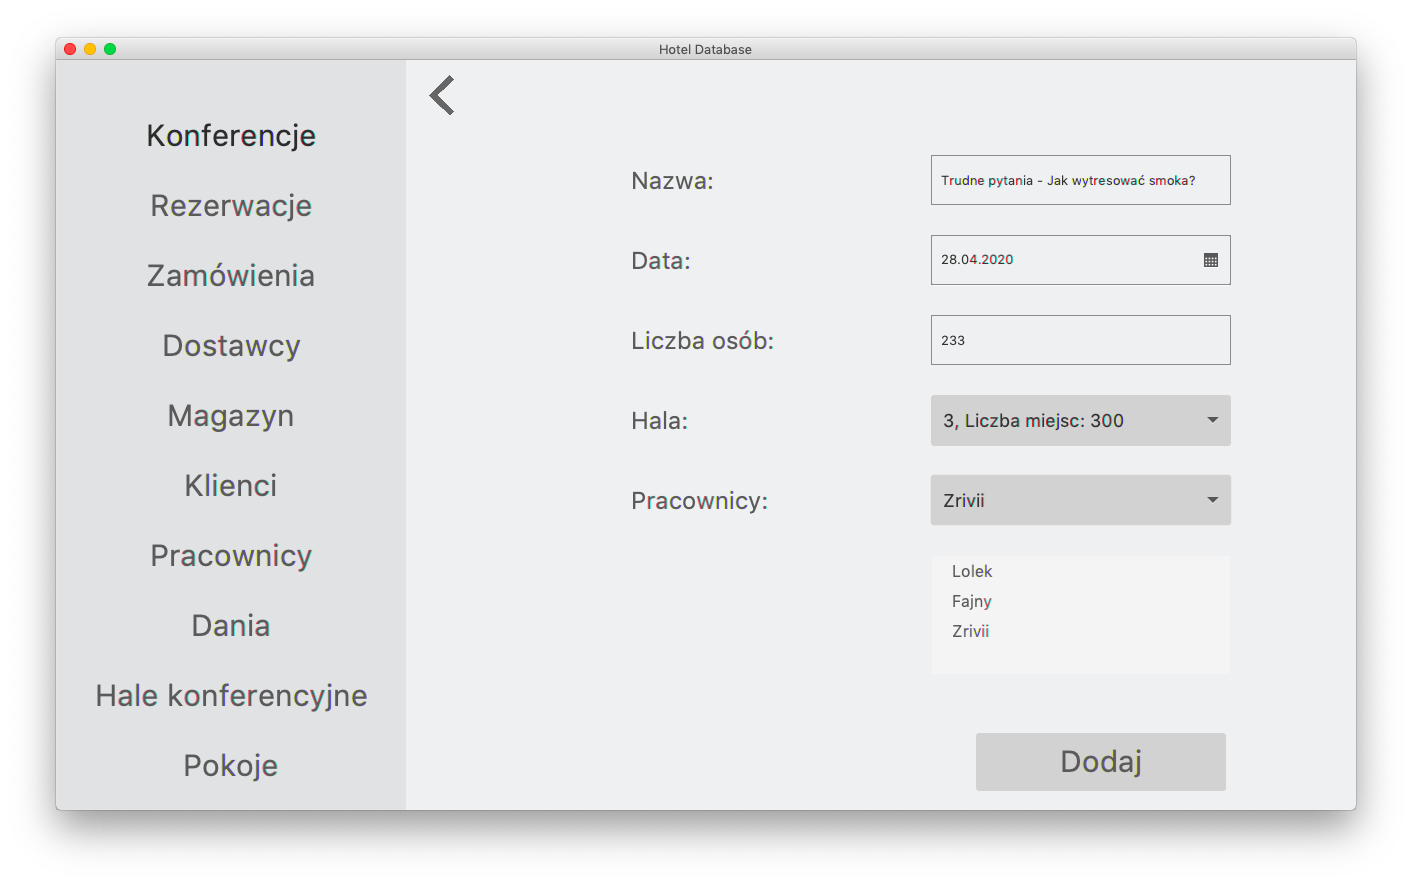 Hotel Database
Konferencje
Rezerwacje
Zamówienia
Dostawcy
Magazyn
Klienci
Pracownicy
Dania
Hale konferencyjne
Pokoje
Nazwa:
Trudne pytania - Jak wytresować smoka?
Data:
28.04.2020
Liczba osób:
233
Hala:
3, Liczba miejsc: 300
Pracownicy:
Zrivii
Lolek
Fajny
Zrivii
Dodaj